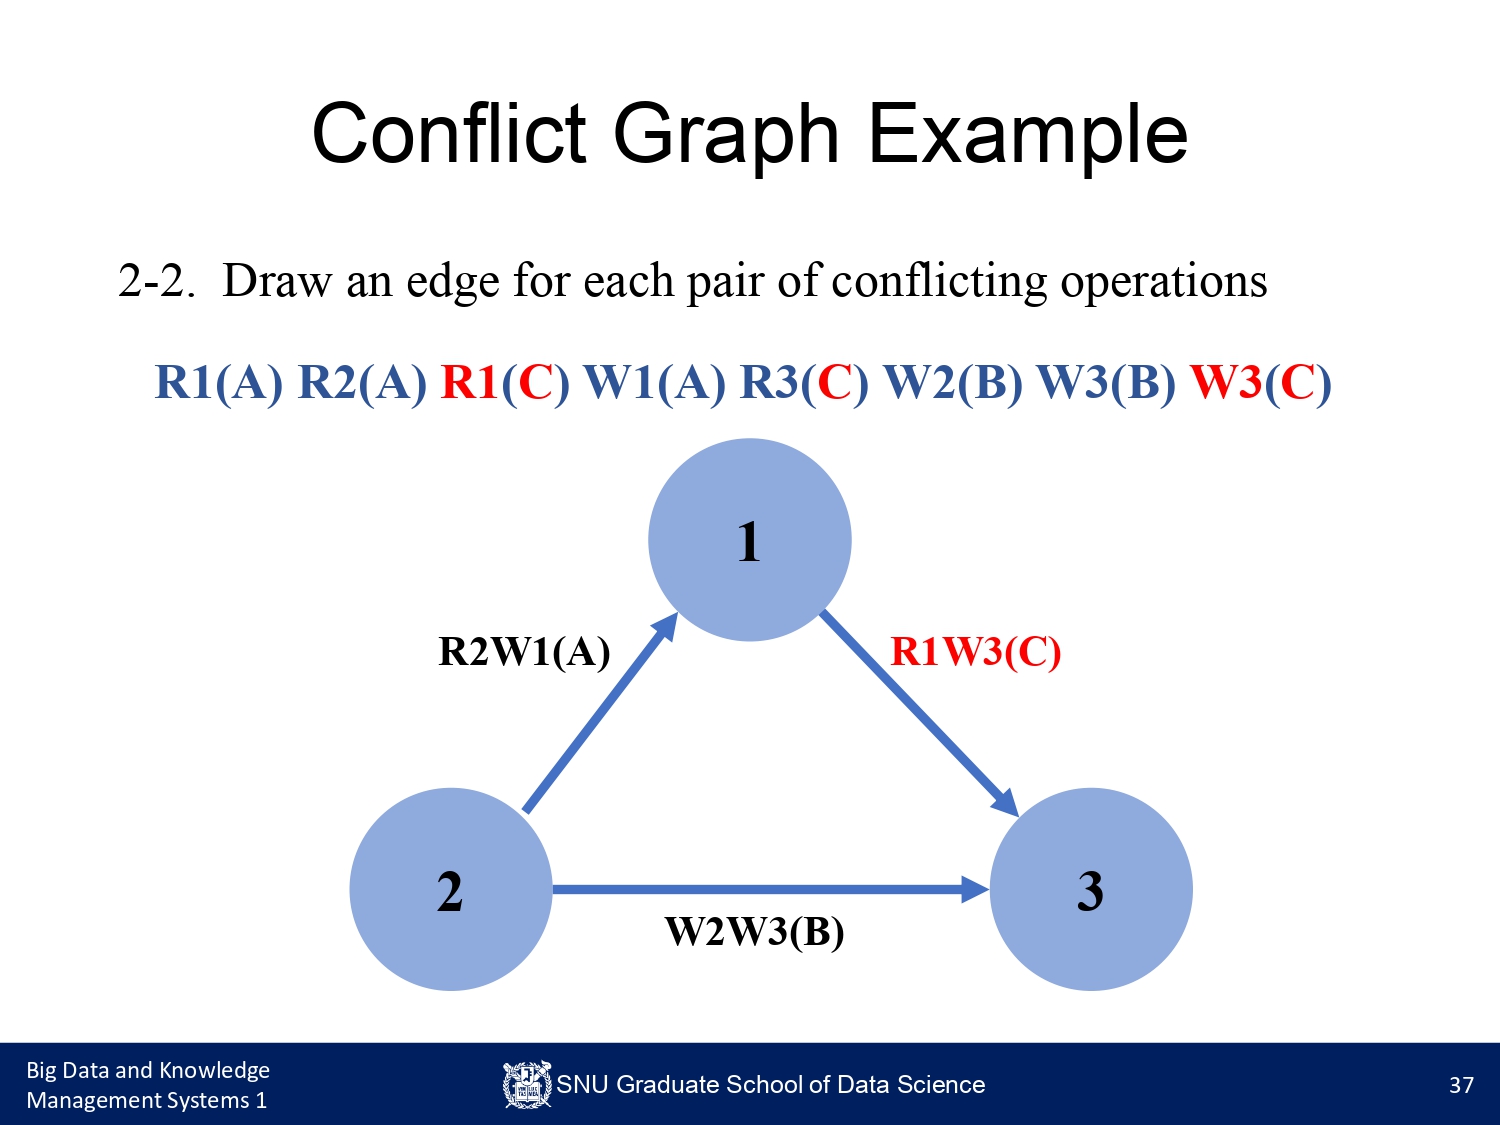 Conflict Graph Example
2-2. Draw an edge for each pair of conflicting operations
R1(A) R2(A) R1(C) W1(A) R3(C) W2(B) W3(B) W3(C)
1
R2W1(A)
R1W3(C)
2
3
W2W3(B)
Big Data and Knowledge
Management Systems 1
SNU Graduate School of Data Science
37